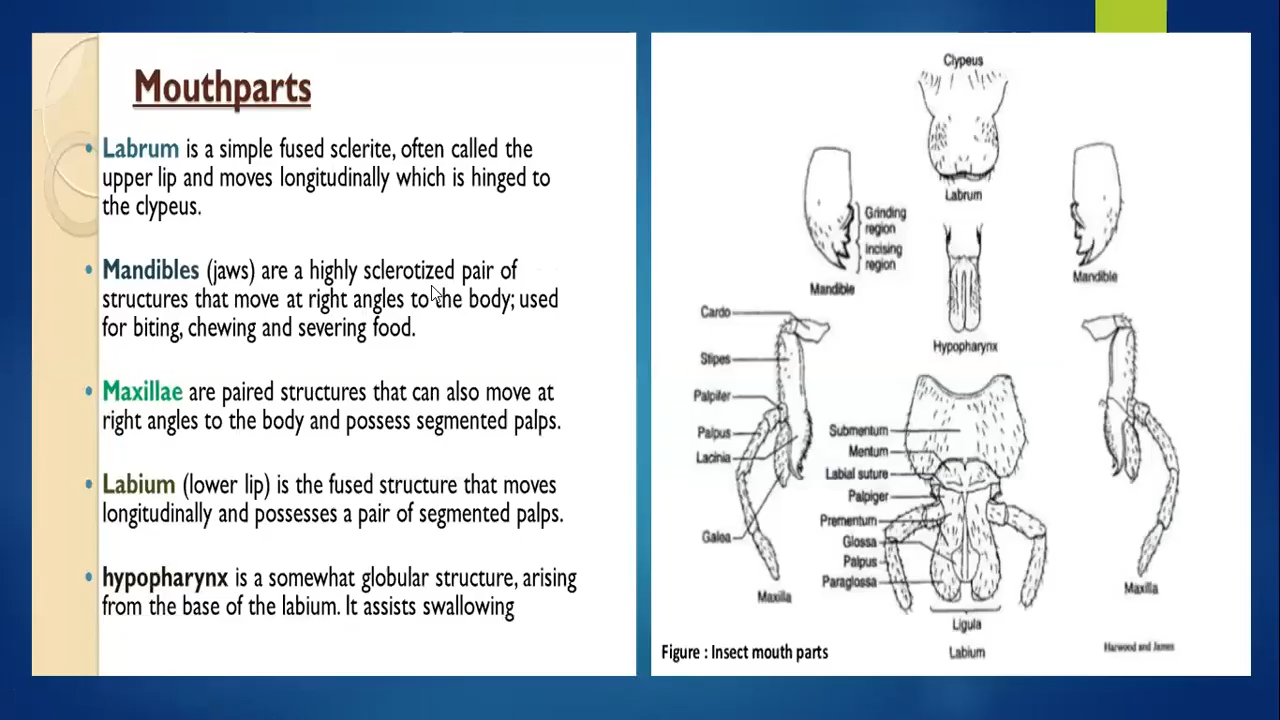 Mouthparts
• Labrum is a simple fused sclerite, often called the
upper lip and moves longitudinally which is hinged to
the clypeus.
• Mandibles (jaws) are a highly sclerotized pair of
structures that move at right angles to the body; used
for biting, chewing and severing food.
• Maxillae are paired structures that can also move at
right angles to the body and possess segmented palps.
• Labium (lower lip) is the fused structure that moves
longitudinally and possesses a pair of segmented palps.
• hypopharynx is a somewhat globular structure, arising
from the base of the labium. It assists swallowing
Clypeus
Labrum
Grinding
region
Incising
region
Mandible
Mandible
Hypopharynx
Cardo
Stipes
Palpifer
Palpus
Lacinia
Galea
Maxilla
Submentum
Mentum
Labial suture
Palpiger
Prementum
Glossa
Palpus
Paraglossa
Ligula
Labium
Maxilla
Figure : Insect mouth parts
Harwood and James